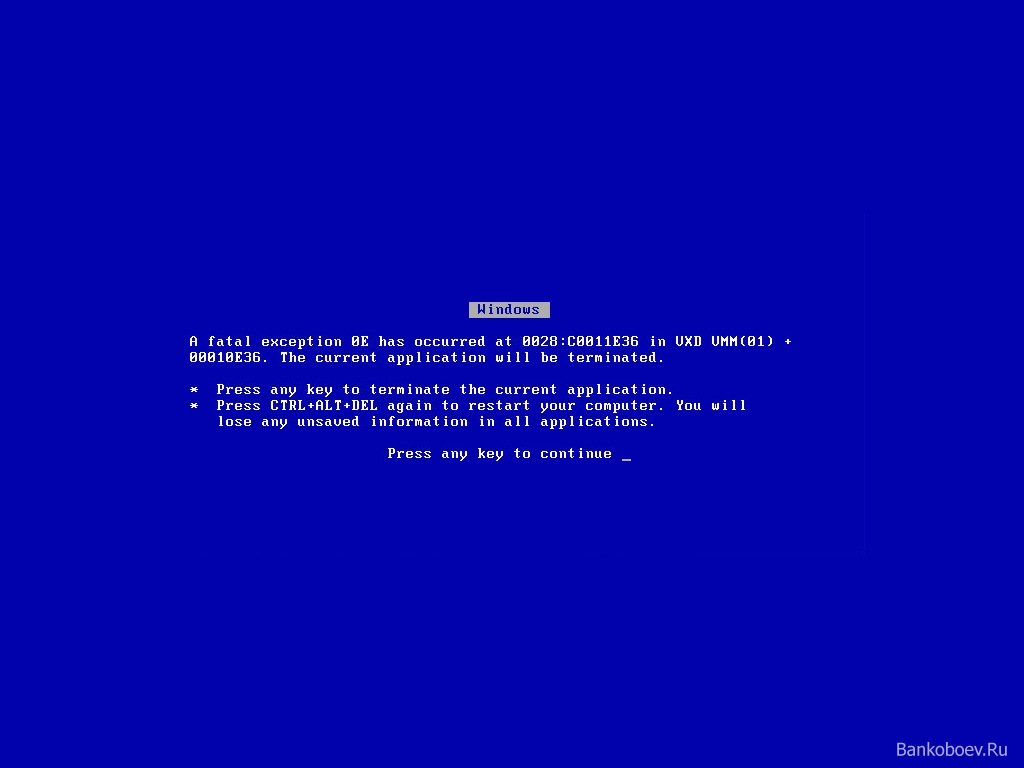 Windows
A fatal exception 0E has occurred at 0028:C0011E36 in VXD VMM(01) +
00010E36. The current application will be terminated.
* Press any key to terminate the current application.
* Press CTRL+ALT+DEL again to restart your computer. You will
lose any unsaved information in all applications.
Press any key to continue _
Bankoboev.Ru